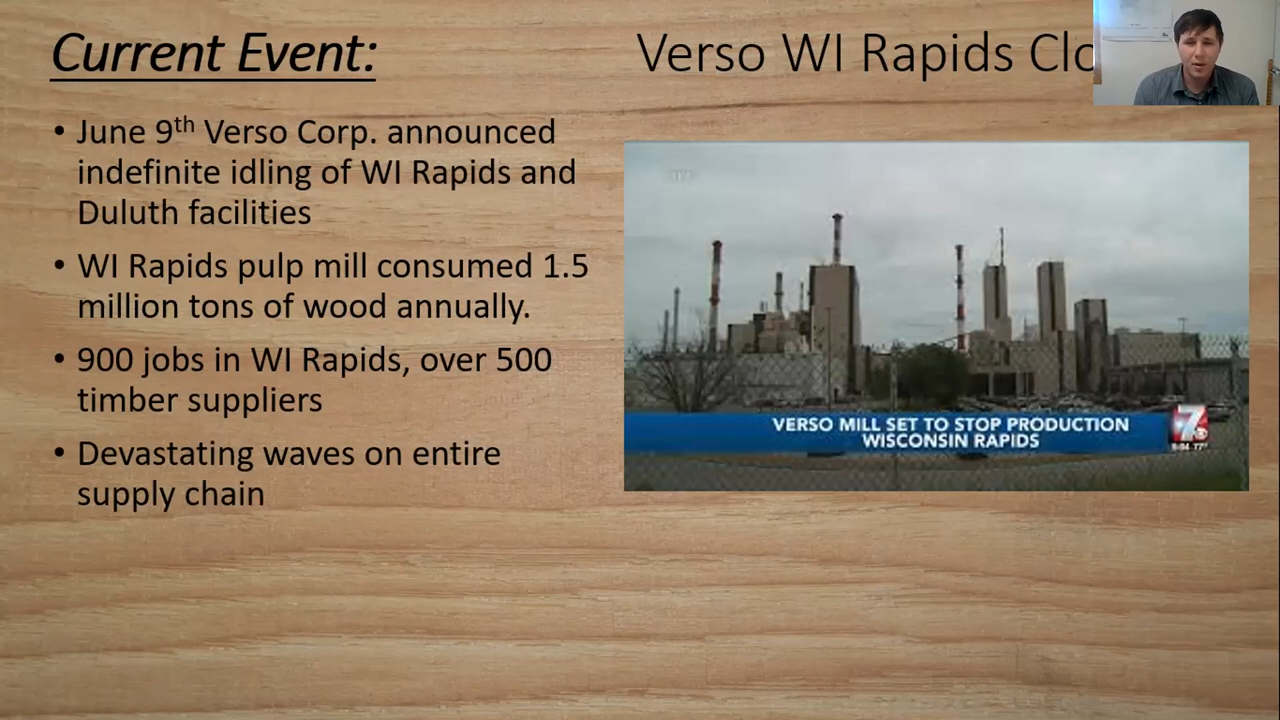 Current Event:
Verso WI Rapids Clo
• June 9th Verso Corp. announced
indefinite idling of WI Rapids and
Duluth facilities
• WI Rapids pulp mill consumed 1.5
million tons of wood annually.
• 900 jobs in WI Rapids, over 500
timber suppliers
• Devastating waves on entire
supply chain
VERSO MILL SET TO STOP PRODUCTION
WISCONSIN RAPIDS
7